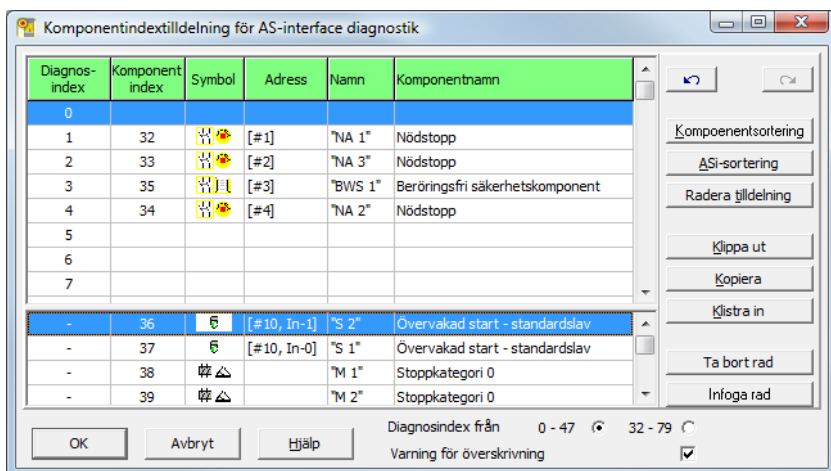 Komponentindextilldelning för AS-interface diagnostik
Diagnos-index Komponent index Symbol Adress Namn Komponentnamn
0
1 32 [#1] "NA 1" Nödstopp
2 33 [#2] "NA 3" Nödstopp
3 35 [#3] "BWS 1" Beröringsfri säkerhetskomponent
4 34 [#4] "NA 2" Nödstopp
5
6
7
- 36 [#10, In-1] "S 2" Övervakad start - standardslav
- 37 [#10, In-0] "S 1" Övervakad start - standardslav
- 38 "M 1" Stoppkategori 0
- 39 "M 2" Stoppkategori 0
Kompoenentsortering
ASi-sortering
Radera tilldelning
Klippa ut
Kopiera
Klistra in
Ta bort rad
Infoga rad
OK Avbryt Hjälp
Diagnosindex från 0 - 47 32 - 79
Varning för överskrivning